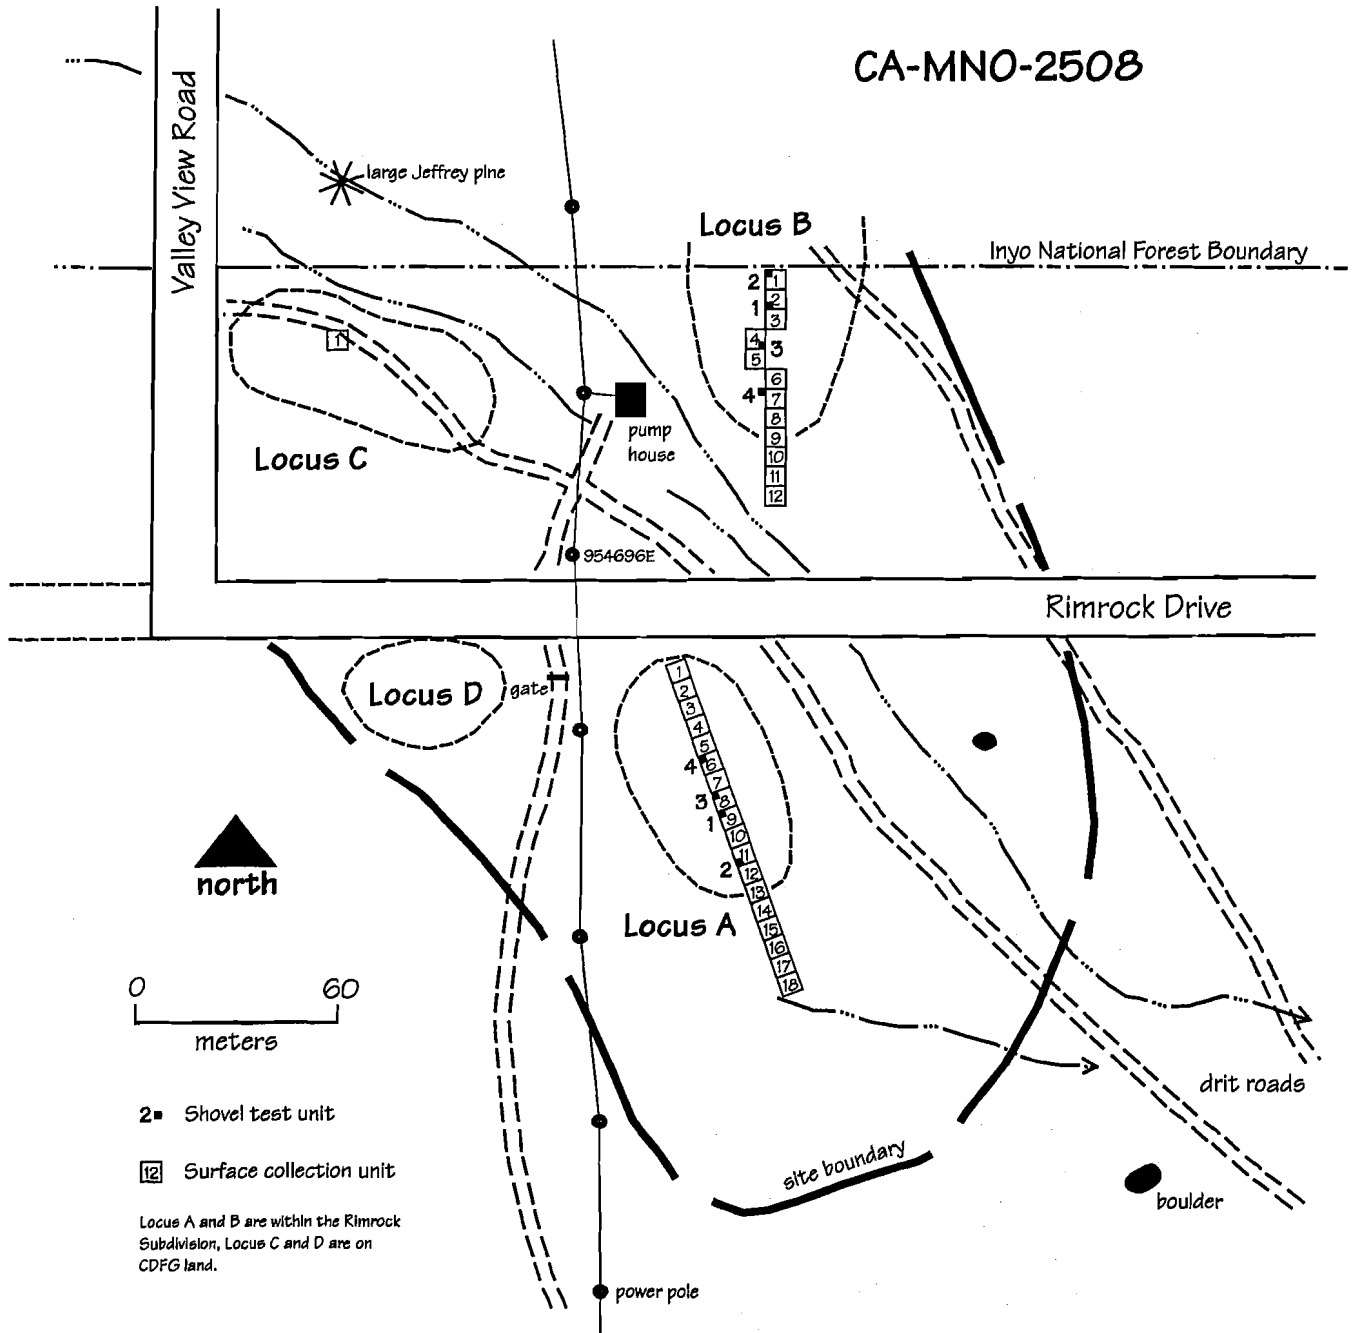 CA-MNO-2508
Valley View Road
large Jeffrey pine
Locus B
Inyo National Forest Boundary
2
1
1
2
3
4
3
5
6
4
7
8
9
10
11
12
1
Locus C
pump
house
954696E
Rimrock Drive
Locus D
gate
1
2
3
4
5
4
6
7
3
8
1
9
10
11
2
12
13
14
15
16
17
18
Locus A
north
0
60
meters
drit roads
2
Shovel test unit
12
Surface collection unit
site boundary
boulder
Locus A and B are within the Rimrock
Subdivision, Locus C and D are on
CDFG land.
power pole